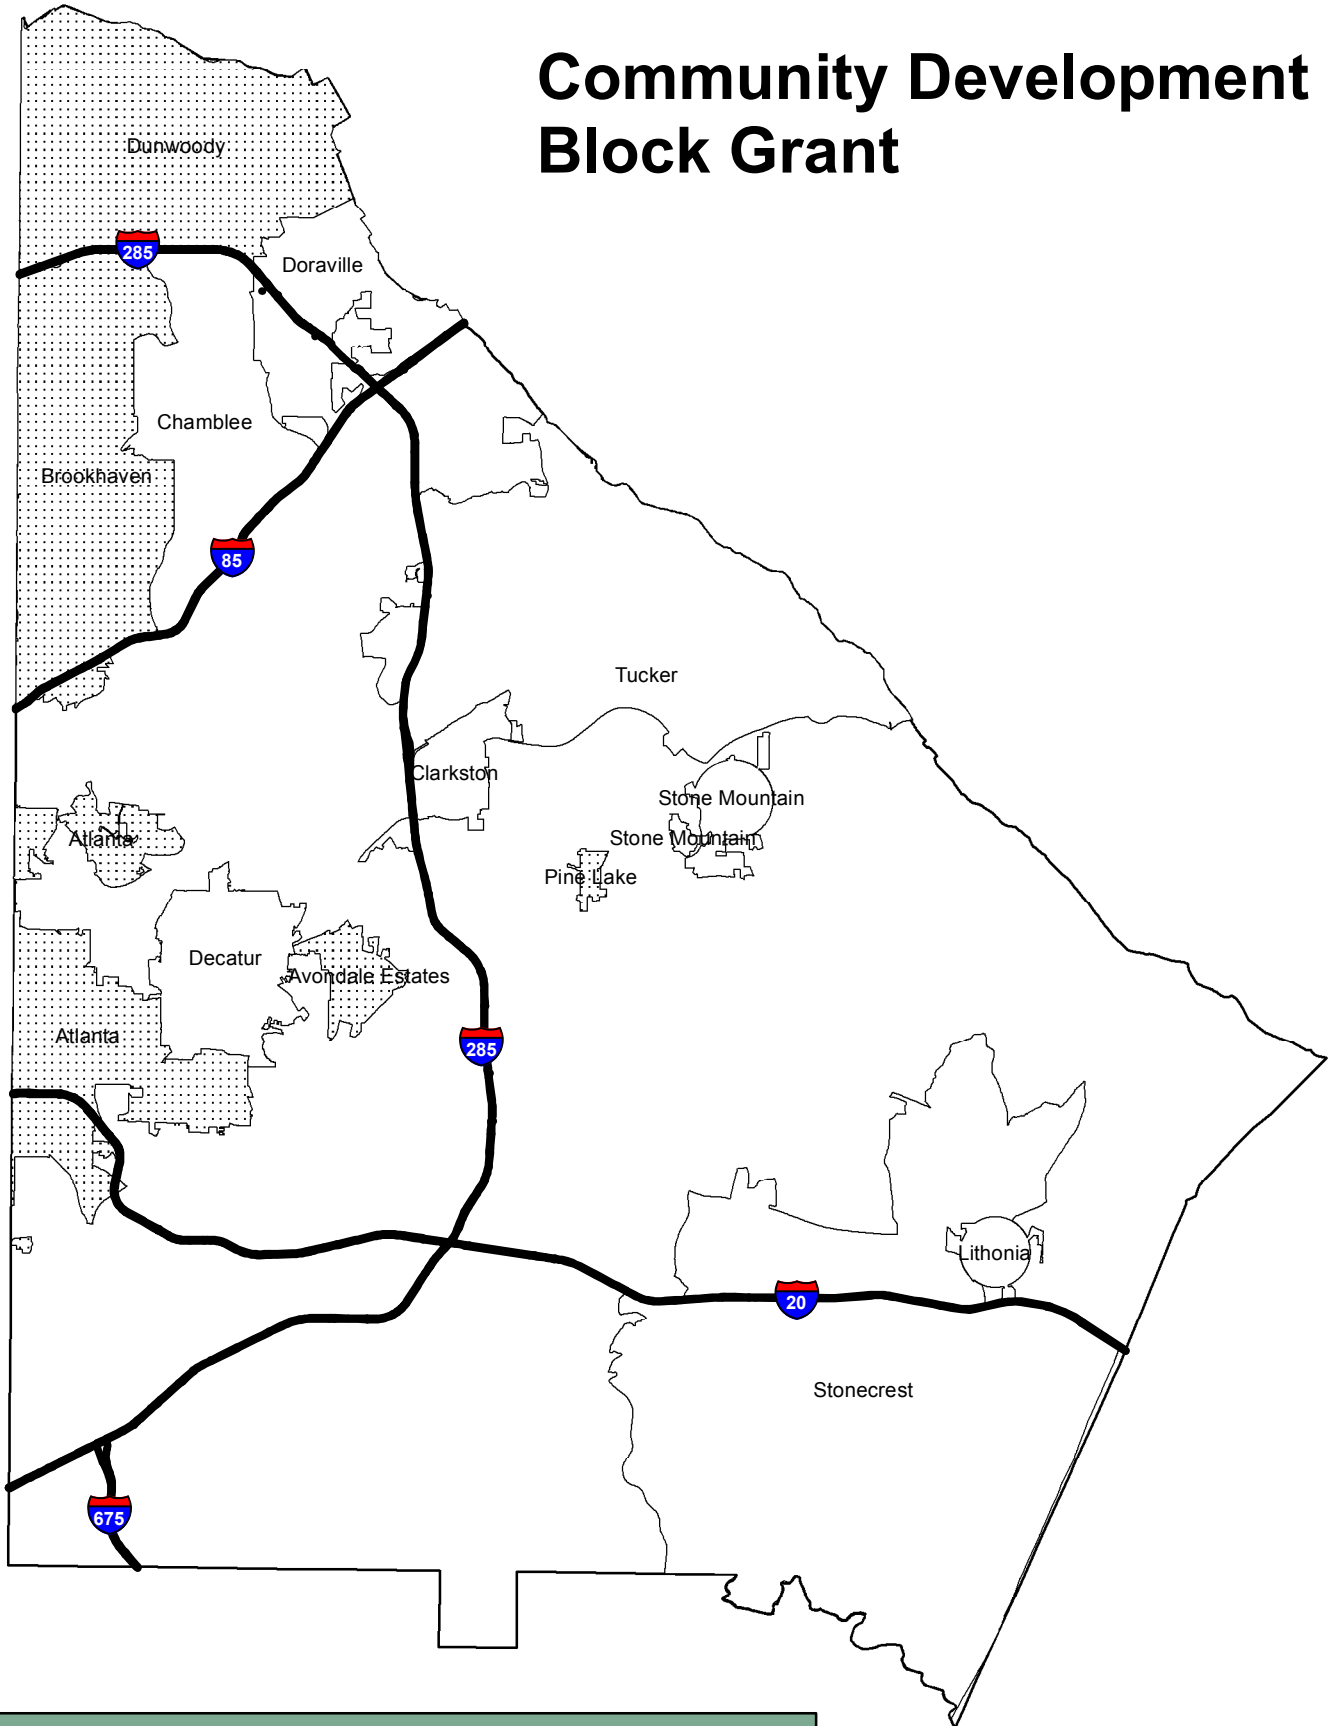 Community Development
Block Grant
Dunwoody
285
Doraville
Chamblee
Brookhaven
85
Tucker
Clarkston
Stone Mountain
Atlanta
Stone Mountain
Pine Lake
Decatur
Avondale Estates
Atlanta
285
Lithonia
20
Stonecrest
675